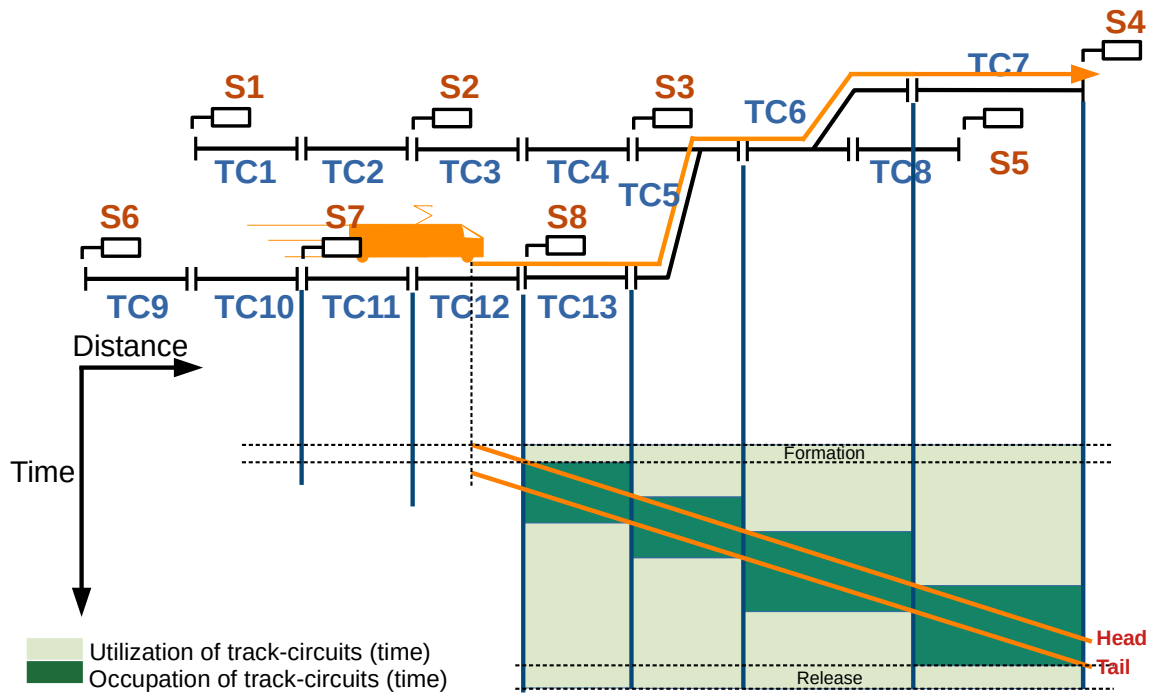 S4
TC7
S1
S2
S3
TC6
S5
TC1
TC2
TC3
TC4
TC5
TC8
S6
S7
S8
TC9
TC10
TC11
TC12
TC13
Distance
Time
Formation
Head
Tail
Release
Utilization of track-circuits (time)
Occupation of track-circuits (time)